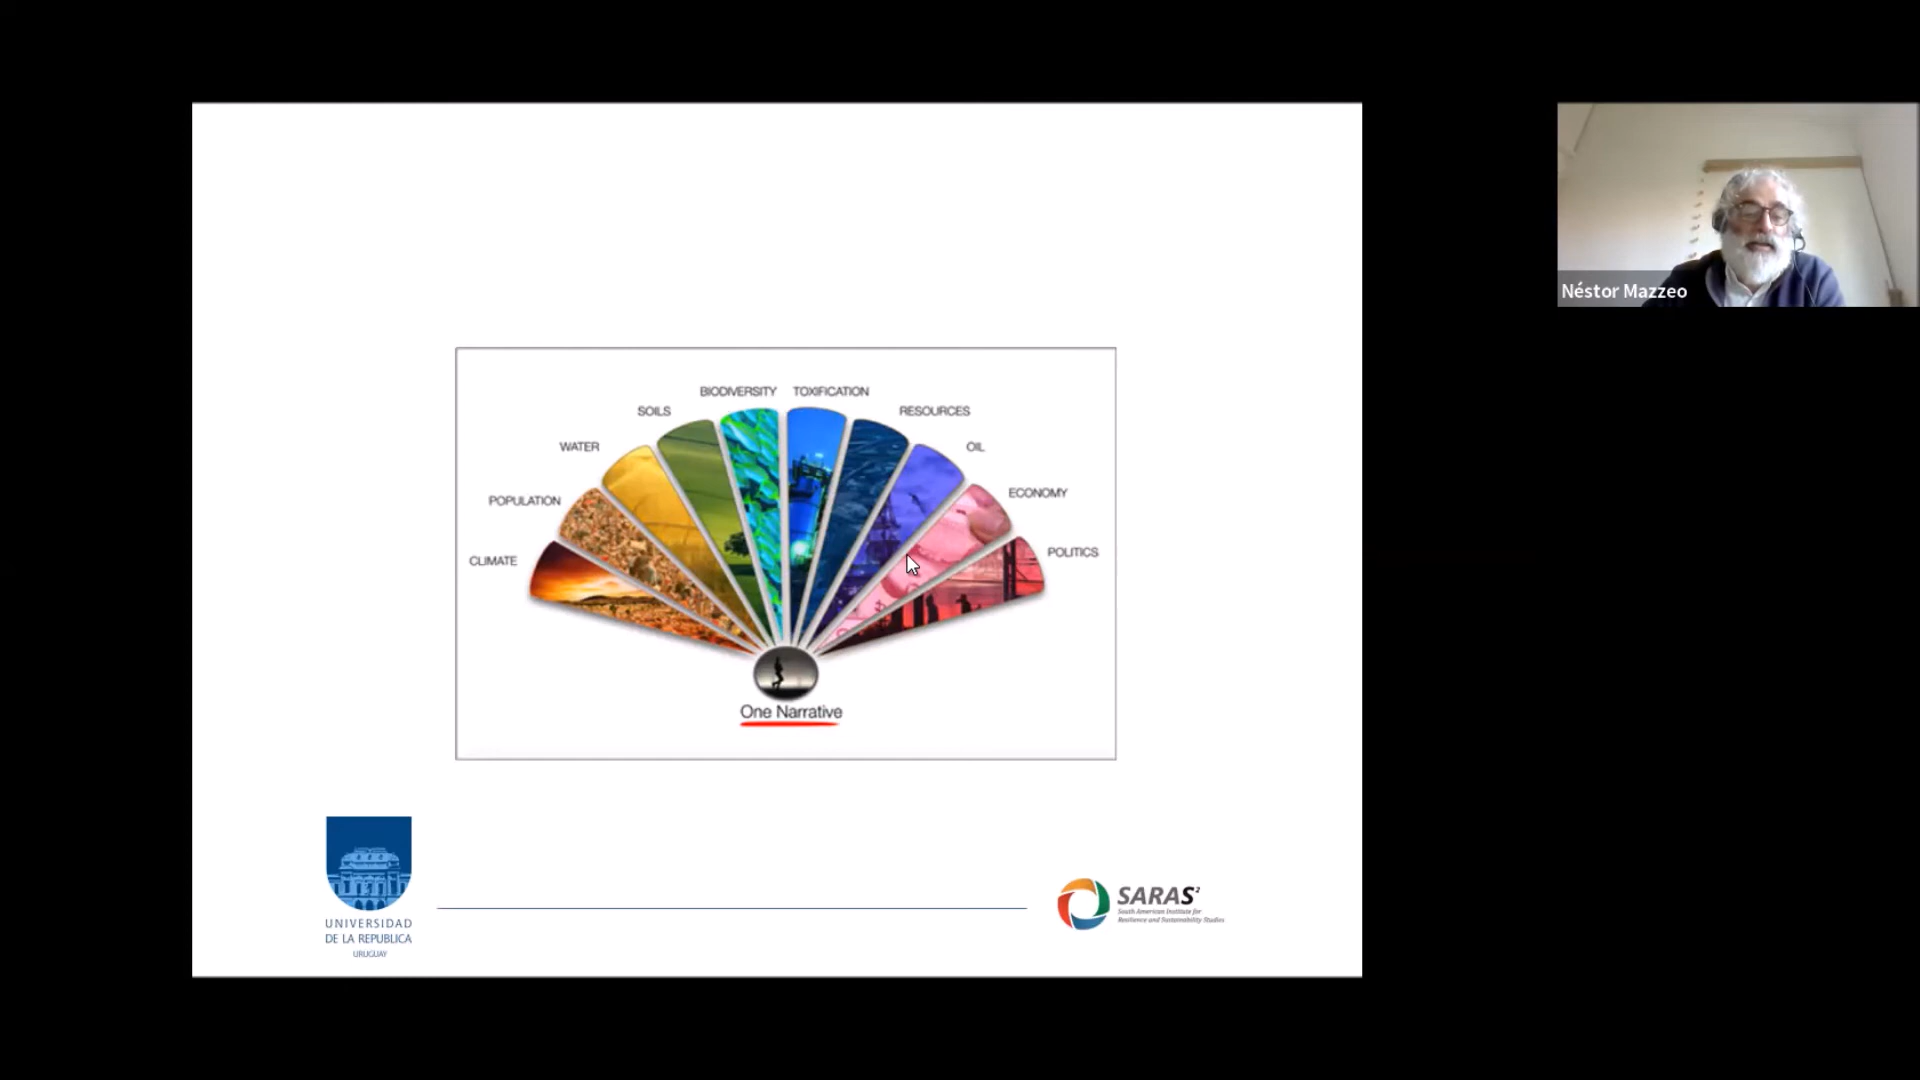 BIODIVERSITY TOXIFICATION
SOILS
RESOURCES
WATER
OIL
POPULATION
ECONOMY
CLIMATE
POLITICS
One Narrative
UNIVERSIDAD
DE LA REPUBLICA
URUGUAY
SARAS²
South American Institute for
Resilience and Sustainability Studies
Néstor Mazzeo